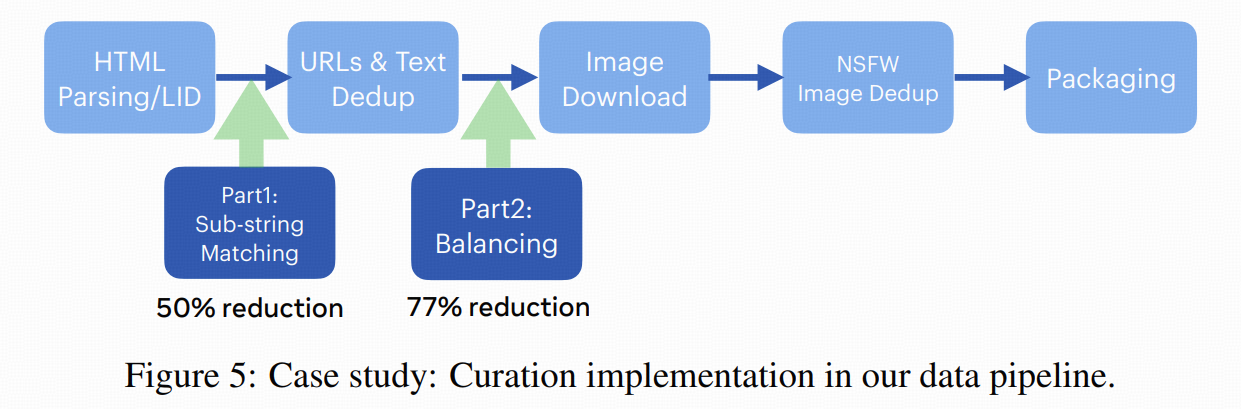 HTML
Parsing/LID
URLs & Text
Dedup
Image
Download
NSFW
Image Dedup
Packaging
Part1:
Sub-string
Matching
Part2:
Balancing
50% reduction
77% reduction
Figure 5: Case study: Curation implementation in our data pipeline.